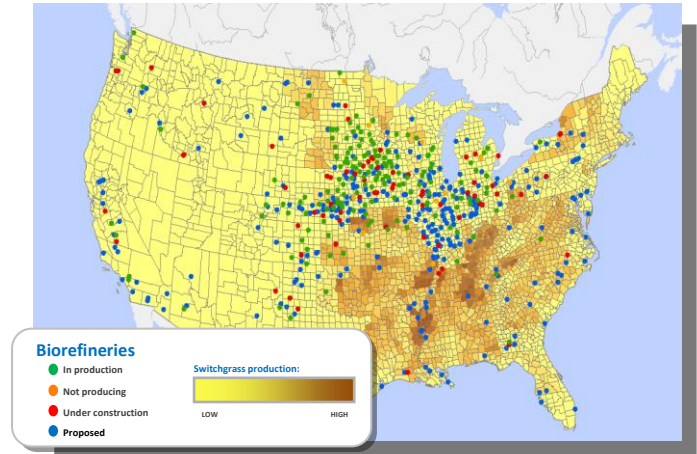 Biorefineries
In production
Not producing
Under construction
Proposed
Switchgrass production:
LOW HIGH